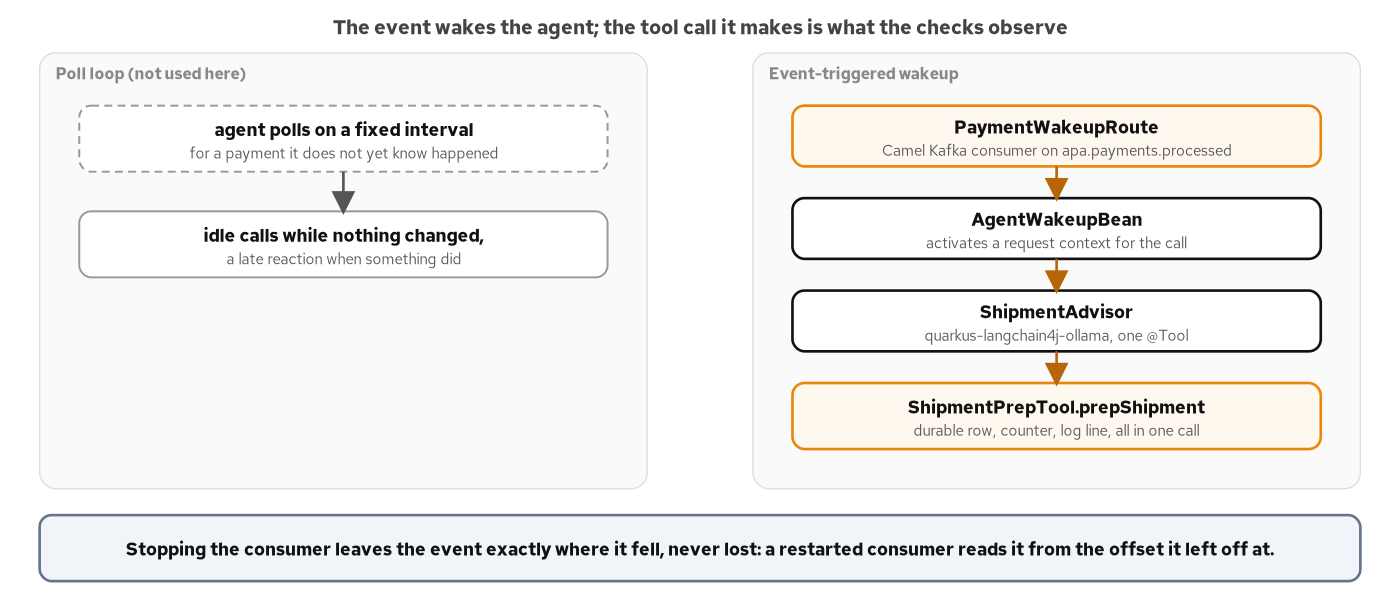 The event wakes the agent; the tool call it makes is what the checks observe
Poll loop (not used here)
agent polls on a fixed interval
for a payment it does not yet know happened
idle calls while nothing changed,
a late reaction when something did
Event-triggered wakeup
PaymentWakeupRoute
Camel Kafka consumer on apa.payments.processed
AgentWakeupBean
activates a request context for the call
ShipmentAdvisor
quarkus-langchain4j-ollama, one @Tool
ShipmentPrepTool.prepShipment
durable row, counter, log line, all in one call
Stopping the consumer leaves the event exactly where it fell, never lost: a restarted consumer reads it from the offset it left off at.